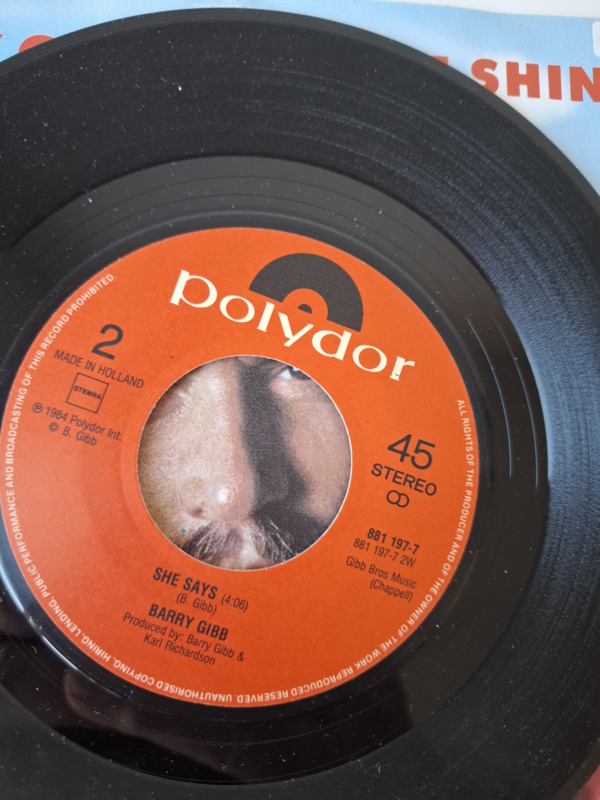 SHIN
polydor
2
MADE IN HOLLAND
STEMRA
℗ 1984 Polydor Int.
© B. Gibb
45
STEREO
881 197-7
881 197-7 2W
Gibb Bros Music
(Chappell)
SHE SAYS (4:06)
(B. Gibb)
BARRY GIBB
Produced by: Barry Gibb &
Karl Richardson
ALL RIGHTS OF THE PRODUCER AND OF THE OWNER OF THE WORK REPRODUCED RESERVED. UNAUTHORISED COPYING, HIRING, LENDING, PUBLIC PERFORMANCE AND BROADCASTING OF THIS RECORD PROHIBITED.